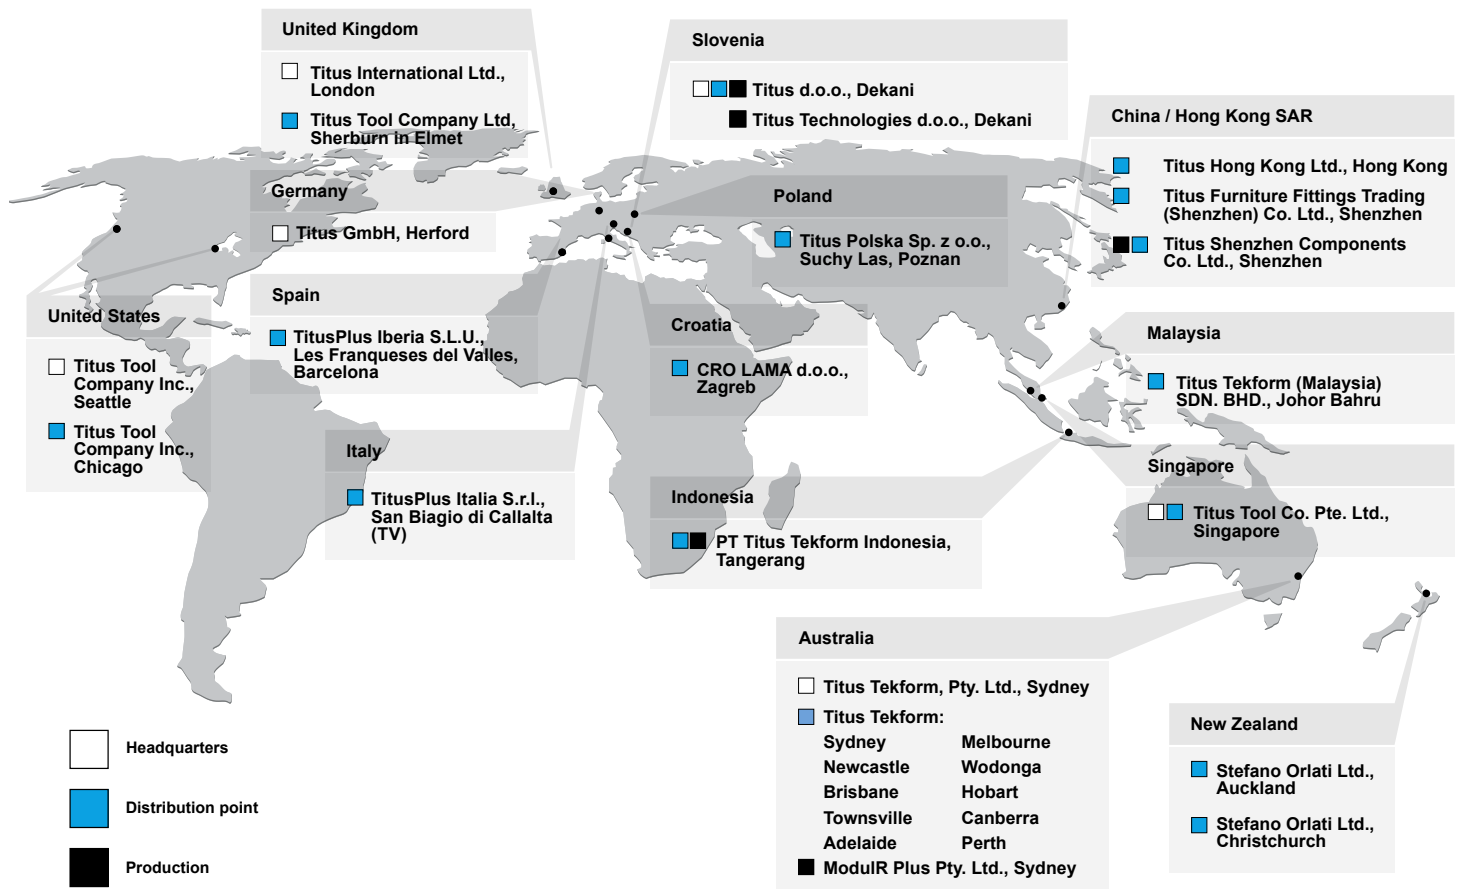 United Kingdom
Titus International Ltd.,
London
Titus Tool Company Ltd,
Sherburn in Elmet
Slovenia
Titus d.o.o., Dekani
Titus Technologies d.o.o., Dekani
China / Hong Kong SAR
Titus Hong Kong Ltd., Hong Kong
Titus Furniture Fittings Trading
(Shenzhen) Co. Ltd., Shenzhen
Titus Shenzhen Components
Co. Ltd., Shenzhen
Germany
Titus GmbH, Herford
Poland
Titus Polska Sp. z o.o.,
Suchy Las, Poznan
Spain
TitusPlus Iberia S.L.U.,
Les Franqueses del Valles,
Barcelona
United States
Titus Tool
Company Inc.,
Seattle
Titus Tool
Company Inc.,
Chicago
Croatia
CRO LAMA d.o.o.,
Zagreb
Malaysia
Titus Tekform (Malaysia)
SDN. BHD., Johor Bahru
Italy
TitusPlus Italia S.r.l.,
San Biagio di Callalta
(TV)
Indonesia
PT Titus Tekform Indonesia,
Tangerang
Singapore
Titus Tool Co. Pte. Ltd.,
Singapore
Australia
Titus Tekform, Pty. Ltd., Sydney
Titus Tekform:
Sydney Melbourne
Newcastle Wodonga
Brisbane Hobart
Townsville Canberra
Adelaide Perth
ModulR Plus Pty. Ltd., Sydney
New Zealand
Stefano Orlati Ltd.,
Auckland
Stefano Orlati Ltd.,
Christchurch
Headquarters
Distribution point
Production